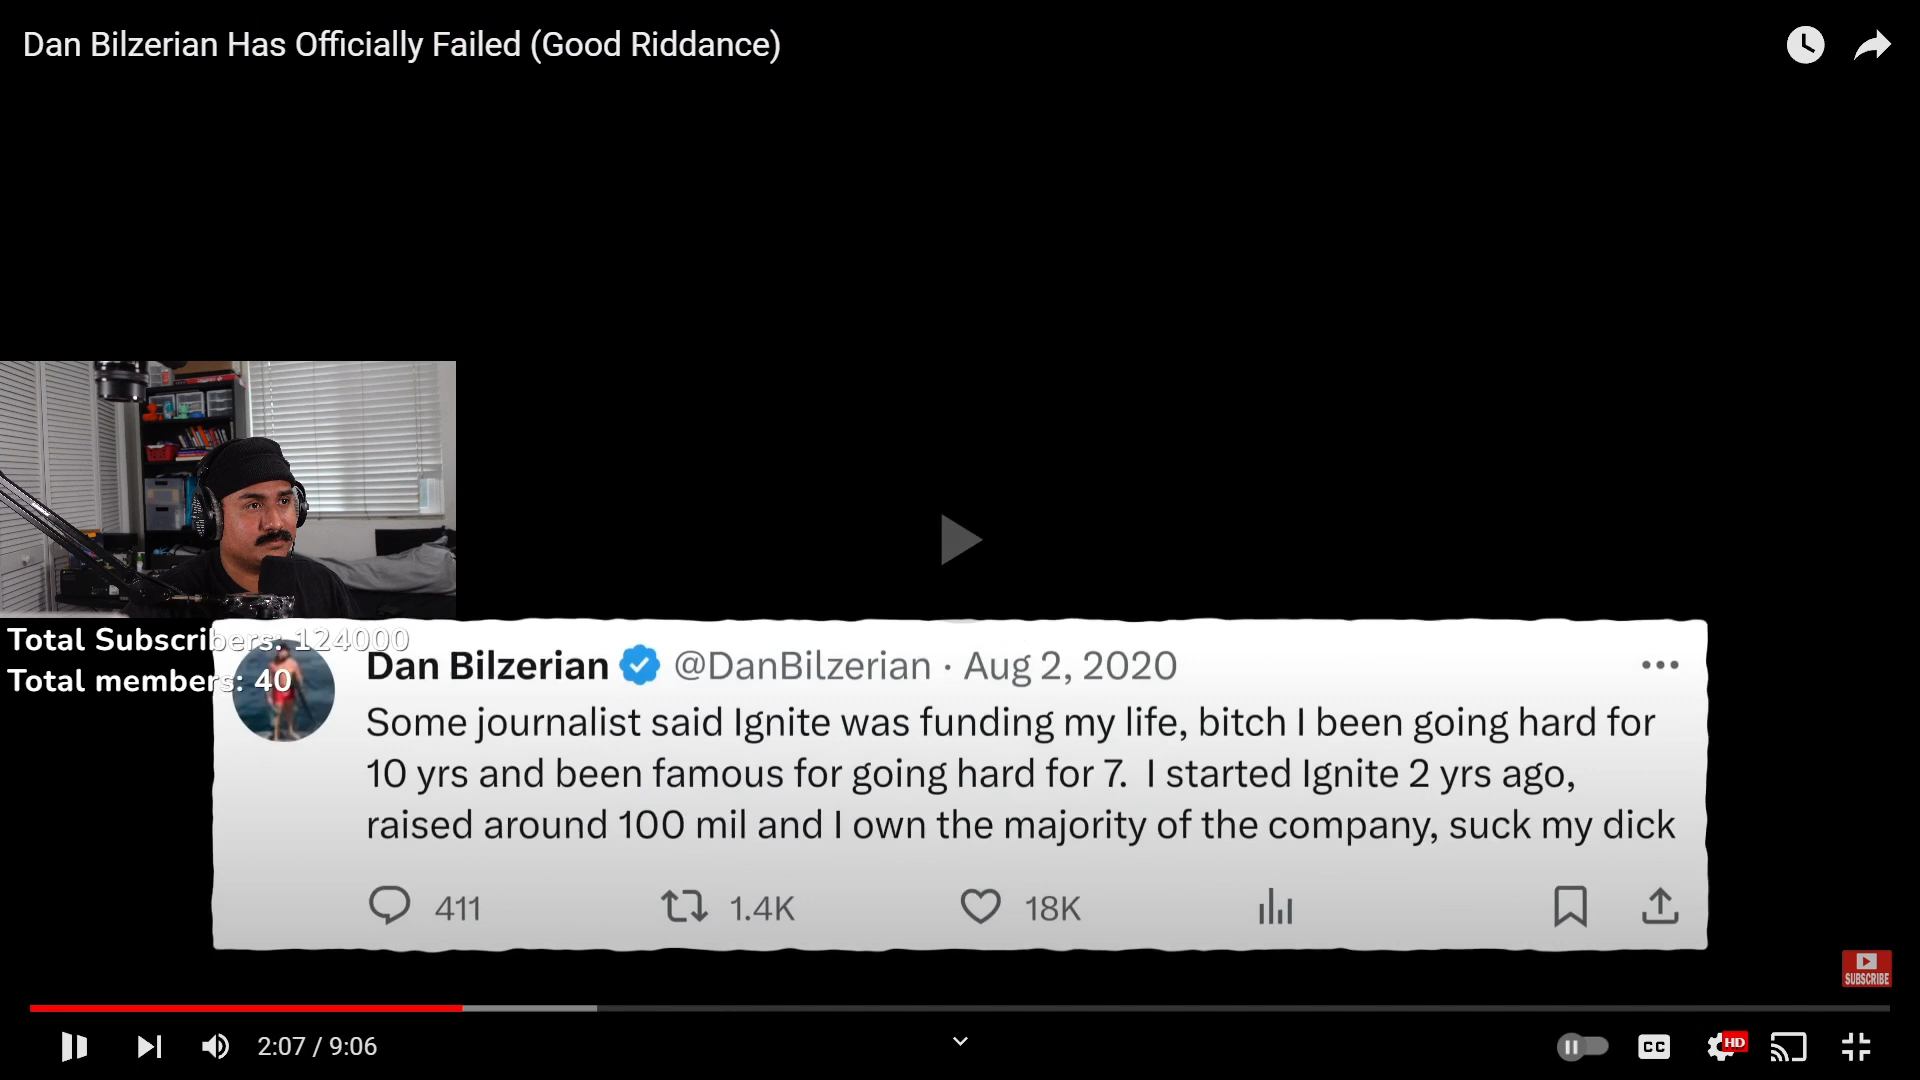 Dan Bilzerian Has Officially Failed (Good Riddance)
Total Subscribers: 124000
Total members: 40
Dan Bilzerian @DanBilzerian · Aug 2, 2020
Some journalist said Ignite was funding my life, bitch I been going hard for
10 yrs and been famous for going hard for 7.  I started Ignite 2 yrs ago,
raised around 100 mil and I own the majority of the company, suck my dick
411 1.4K 18K
SUBSCRIBE
2:07 / 9:06
CC HD